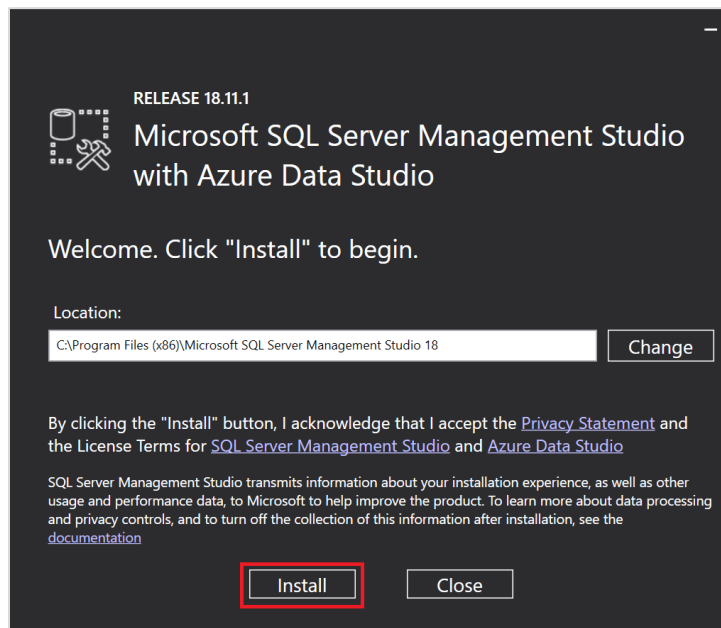 RELEASE 18.11.1
Microsoft SQL Server Management Studio
with Azure Data Studio
Welcome. Click "Install" to begin.
Location:
C:\Program Files (x86)\Microsoft SQL Server Management Studio 18
Change
By clicking the "Install" button, I acknowledge that I accept the Privacy Statement and
the License Terms for SQL Server Management Studio and Azure Data Studio
SQL Server Management Studio transmits information about your installation experience, as well as other
usage and performance data, to Microsoft to help improve the product. To learn more about data processing
and privacy controls, and to turn off the collection of this information after installation, see the
documentation
Install
Close